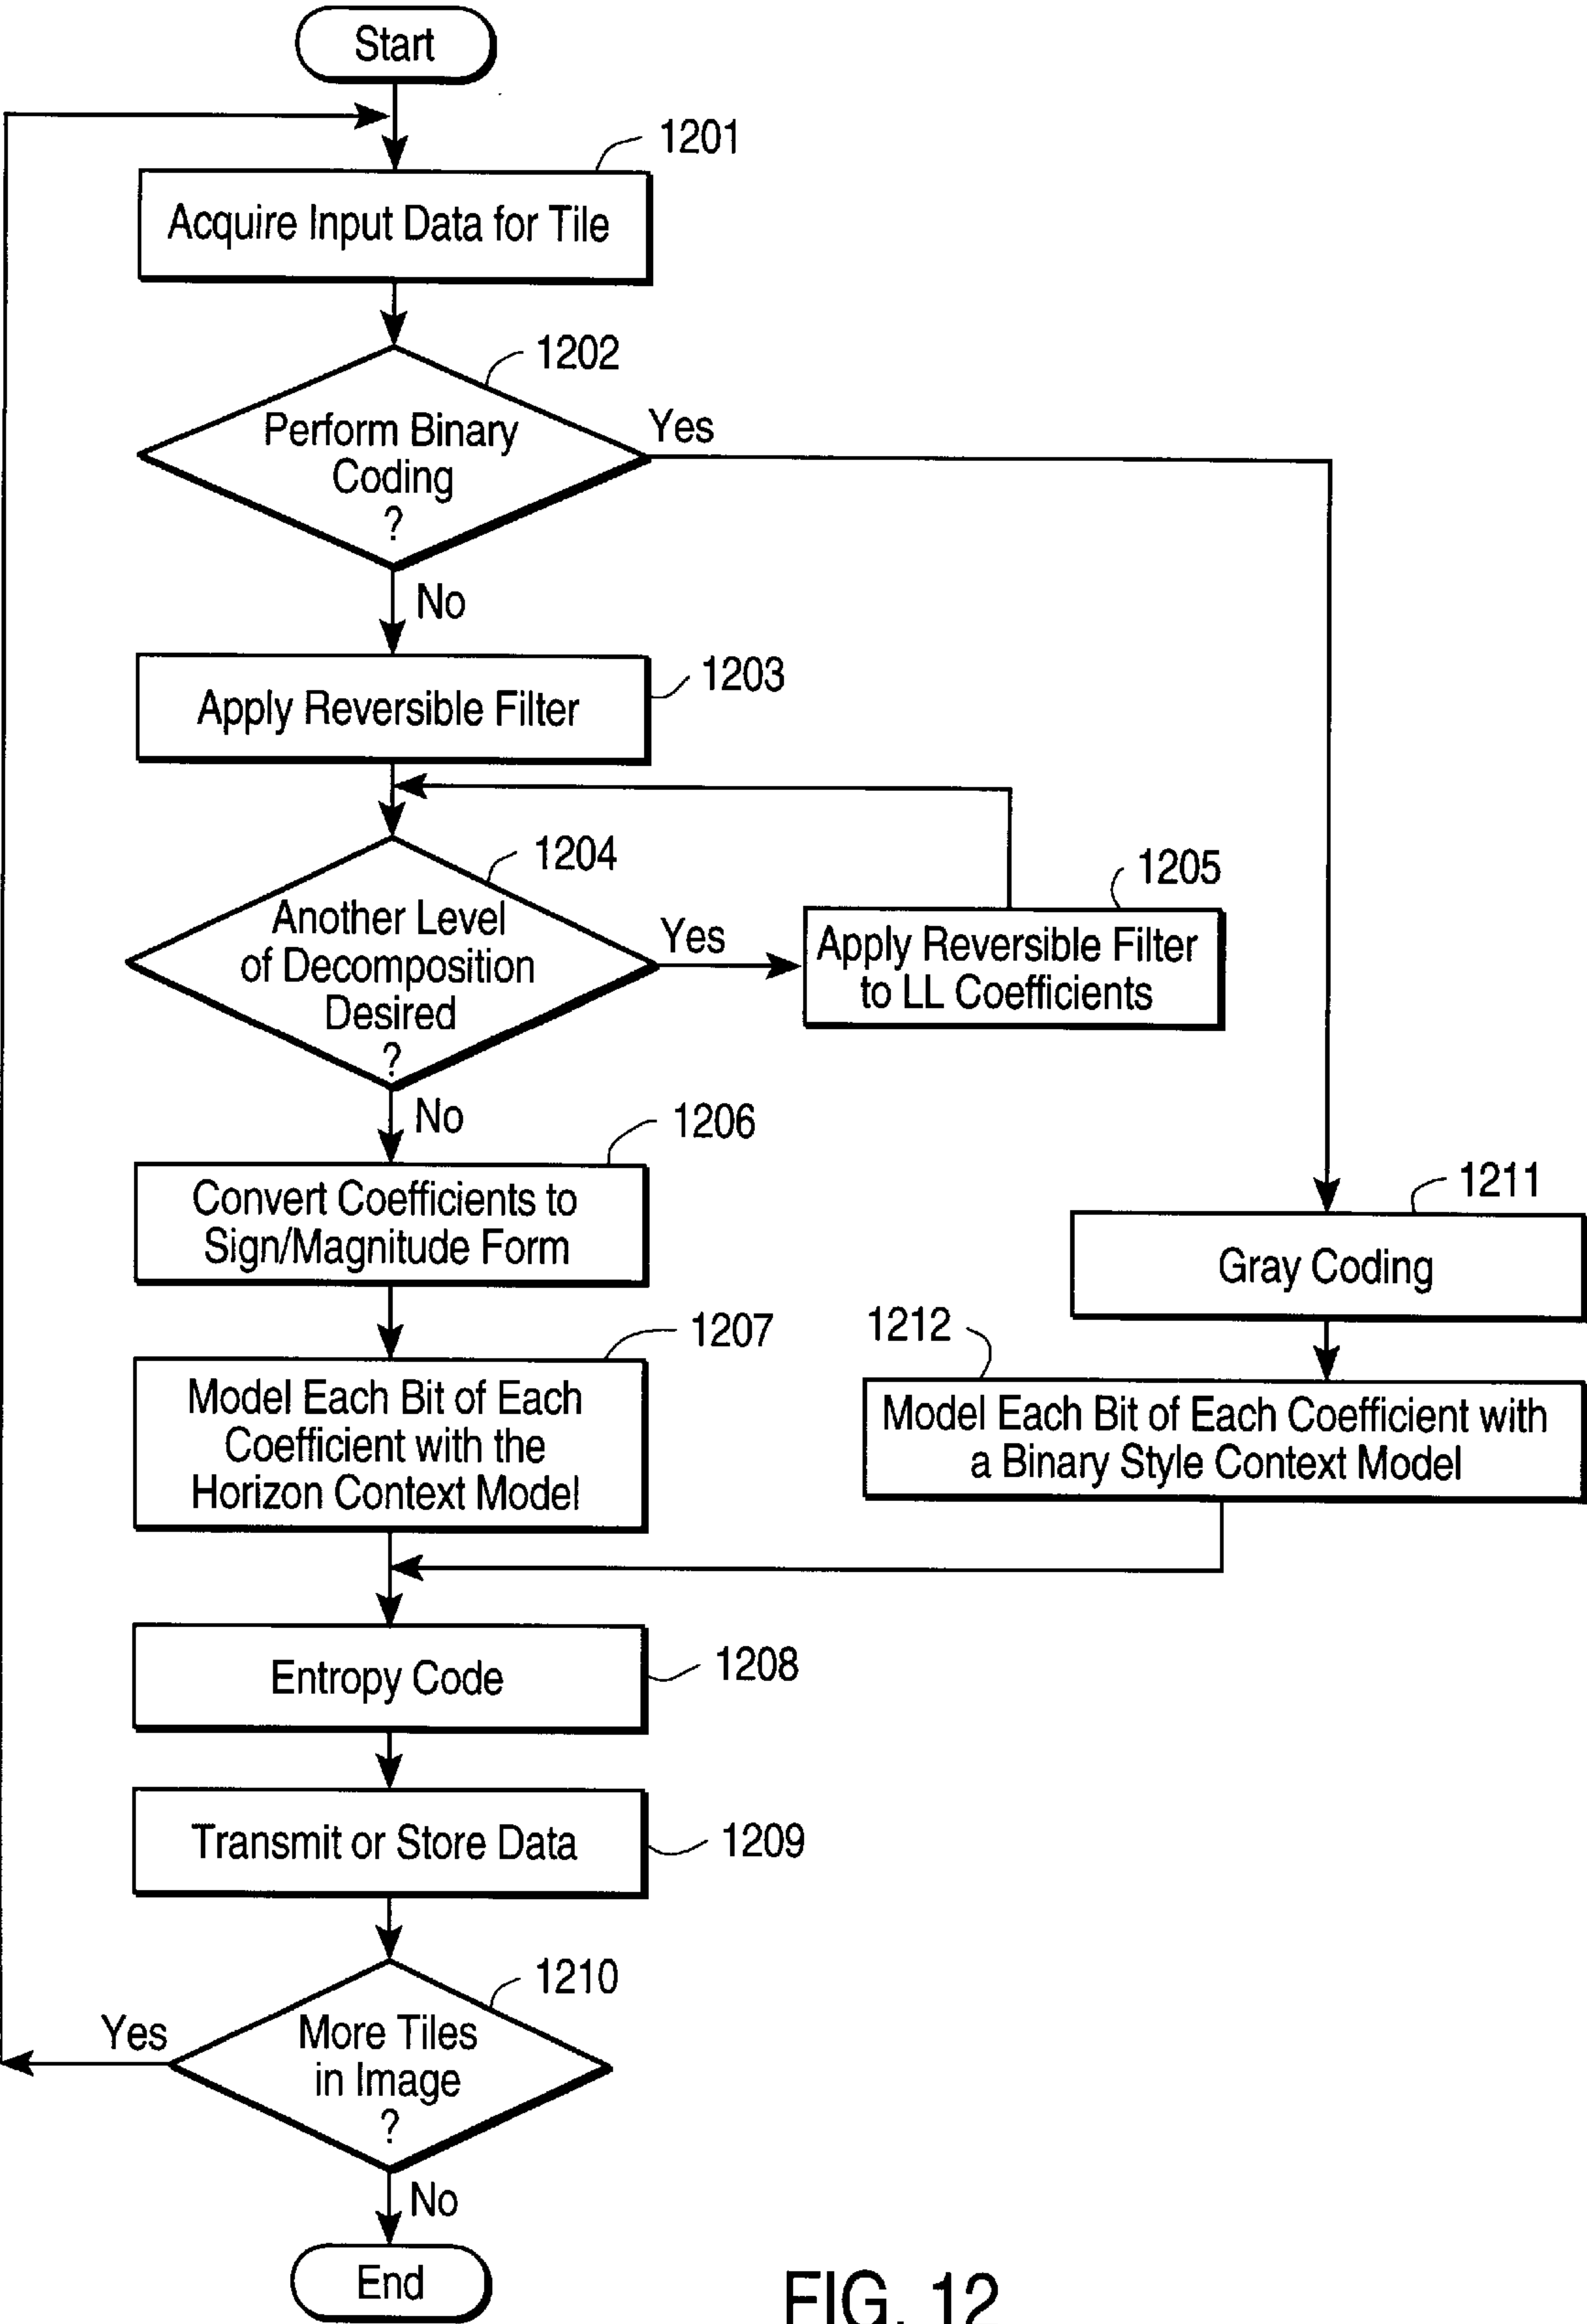 Start
1201
Acquire Input Data for Tile
1202
Perform Binary
Coding
?
Yes
No
1203
Apply Reversible Filter
1204
Another Level
of Decomposition
Desired
?
Yes
1205
Apply Reversible Filter
to LL Coefficients
No
1206
Convert Coefficients to
Sign/Magnitude Form
1211
Gray Coding
1207
Model Each Bit of Each
Coefficient with the
Horizon Context Model
1212
Model Each Bit of Each Coefficient with
a Binary Style Context Model
Entropy Code
1208
Transmit or Store Data
1209
1210
More Tiles
in Image
?
Yes
No
End
FIG. 12